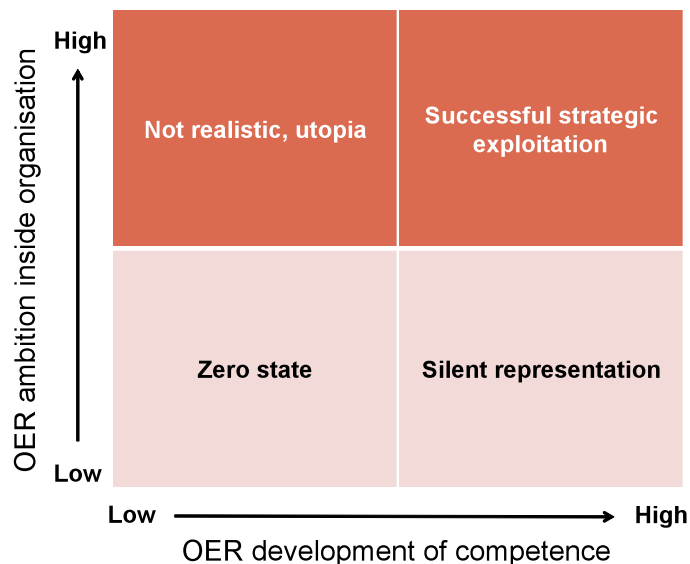 High
OER ambition inside organisation
Not realistic, utopia
Successful strategic
exploitation
Zero state
Silent representation
Low
Low
High
OER development of competence